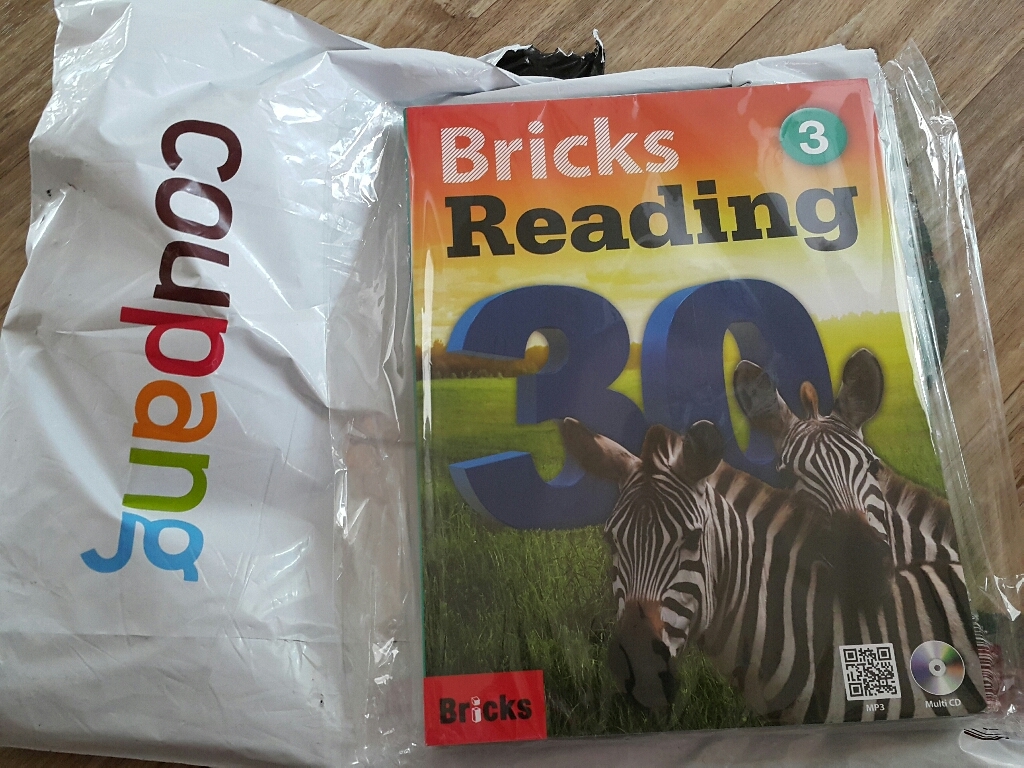 coupang
Bricks
3
Reading
30
Bricks
MP3
Multi CD